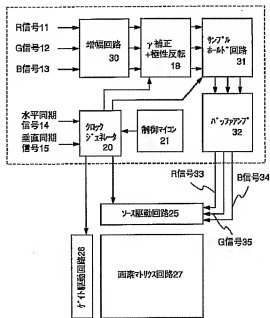 R信号11
G信号12
B信号13
増幅回路
30
γ補正
+極性反転
18
サンプル
ホールド回路
31
水平同期
信号14
垂直同期
信号15
クロック
ジェネレータ
20
制御マイコン
21
バッファアンプ
32
R信号33
B信号34
G信号35
ソース駆動回路25
ゲイト駆動回路26
画素マトリクス回路27